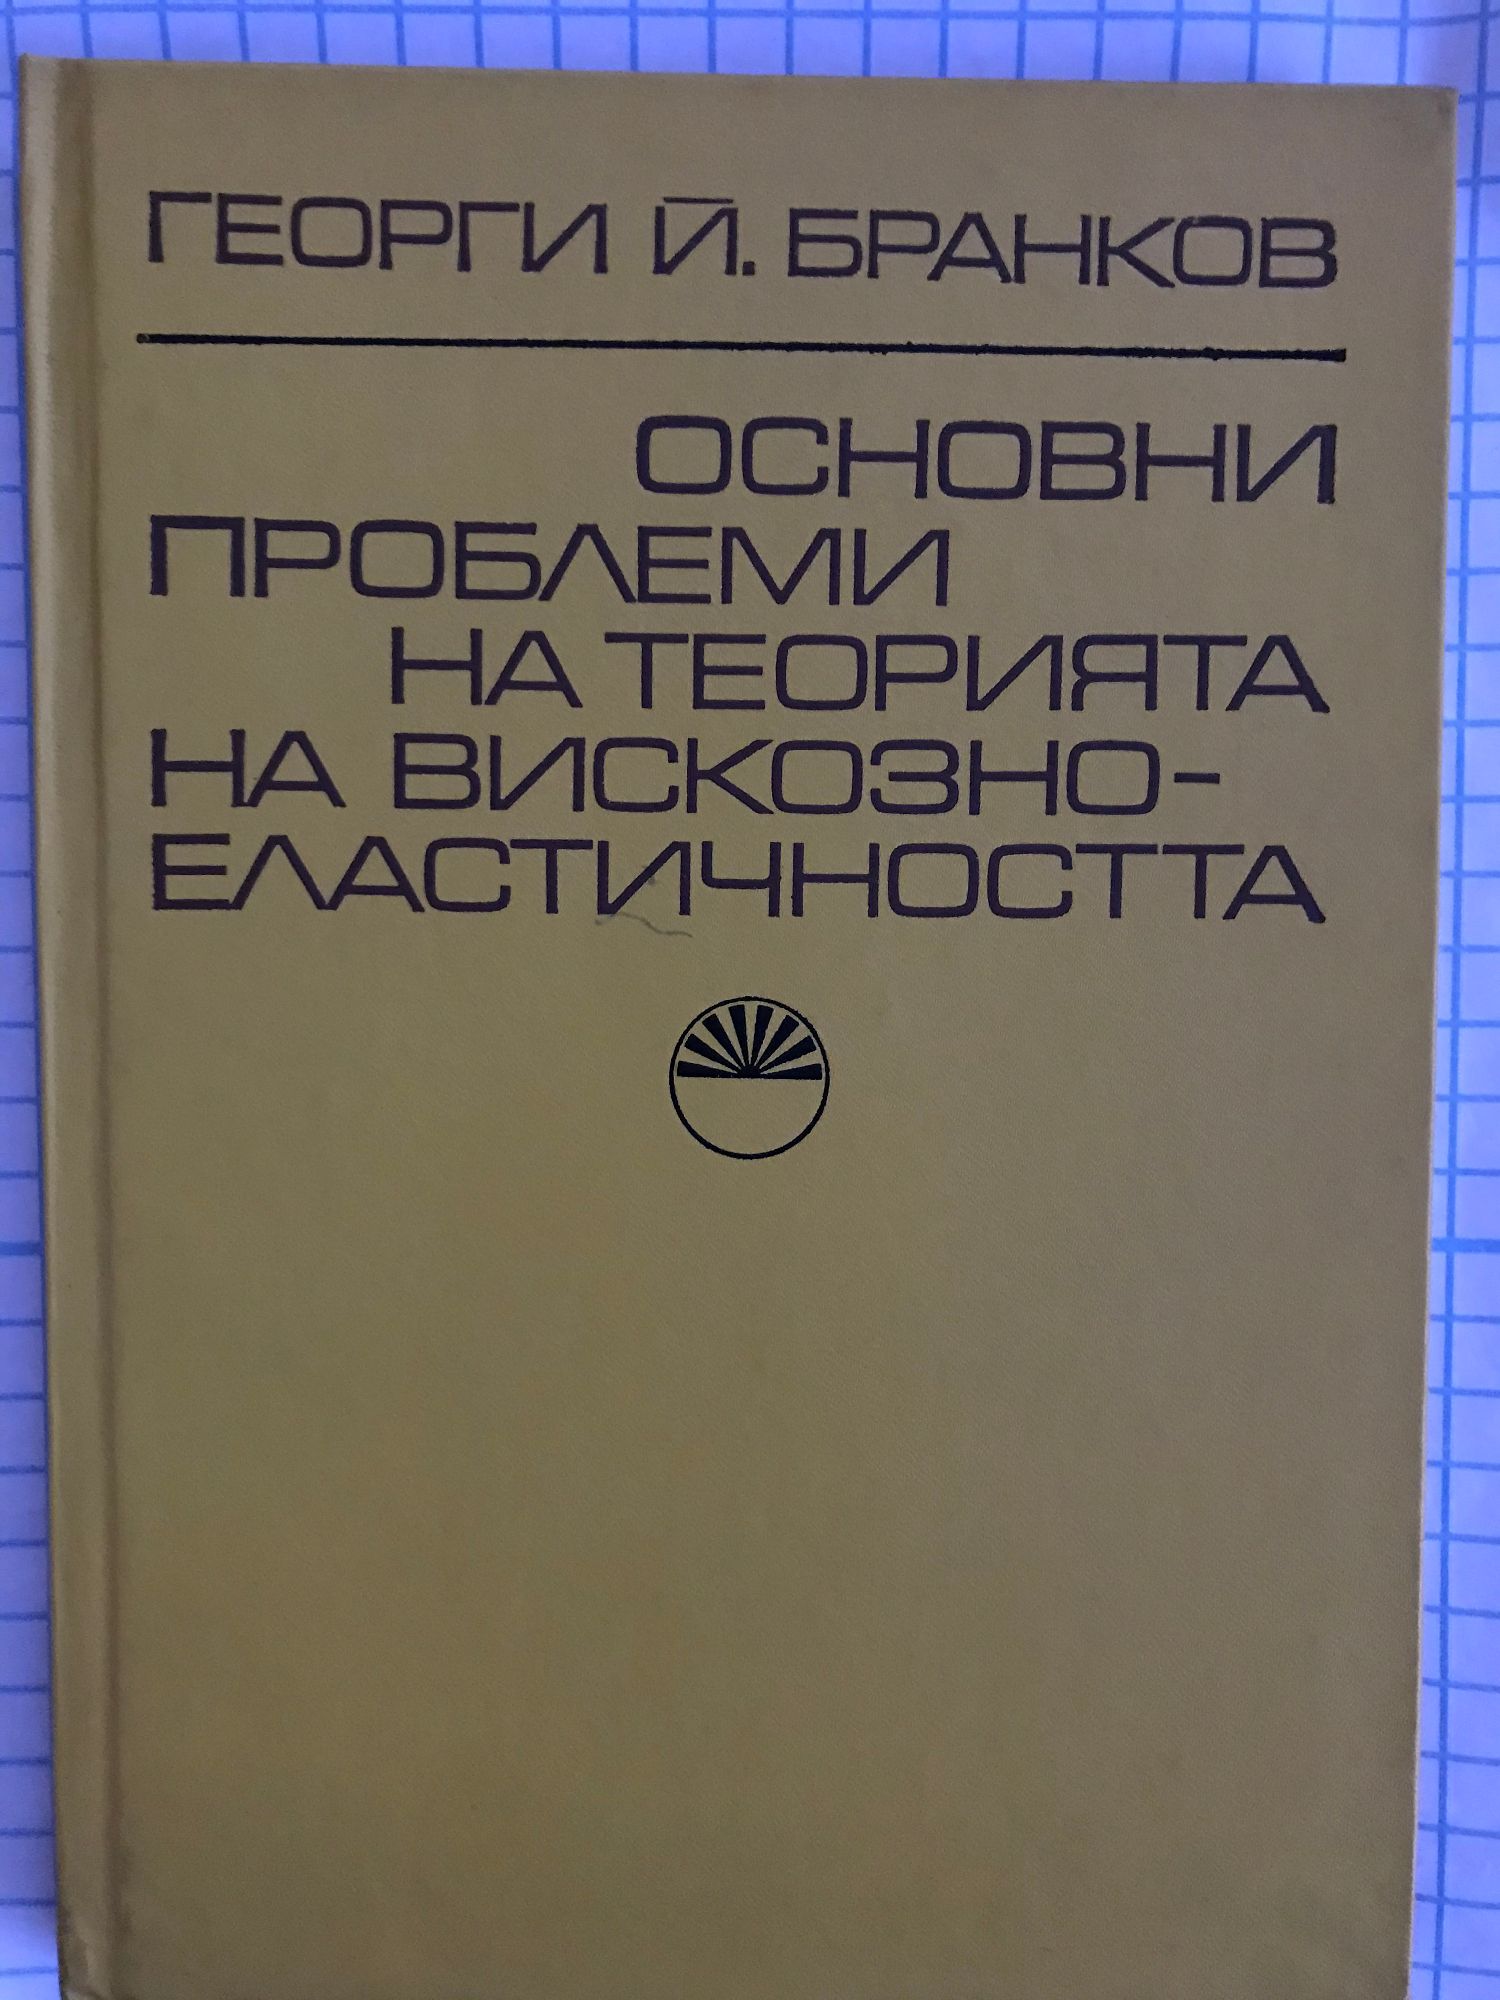 ГЕОРГИ Й. БРАНКОВ
ОСНОВНИ
ПРОБЛЕМИ
НА ТЕОРИЯТА
НА ВИСКОЗНО-
ЕЛАСТИЧНОСТТА